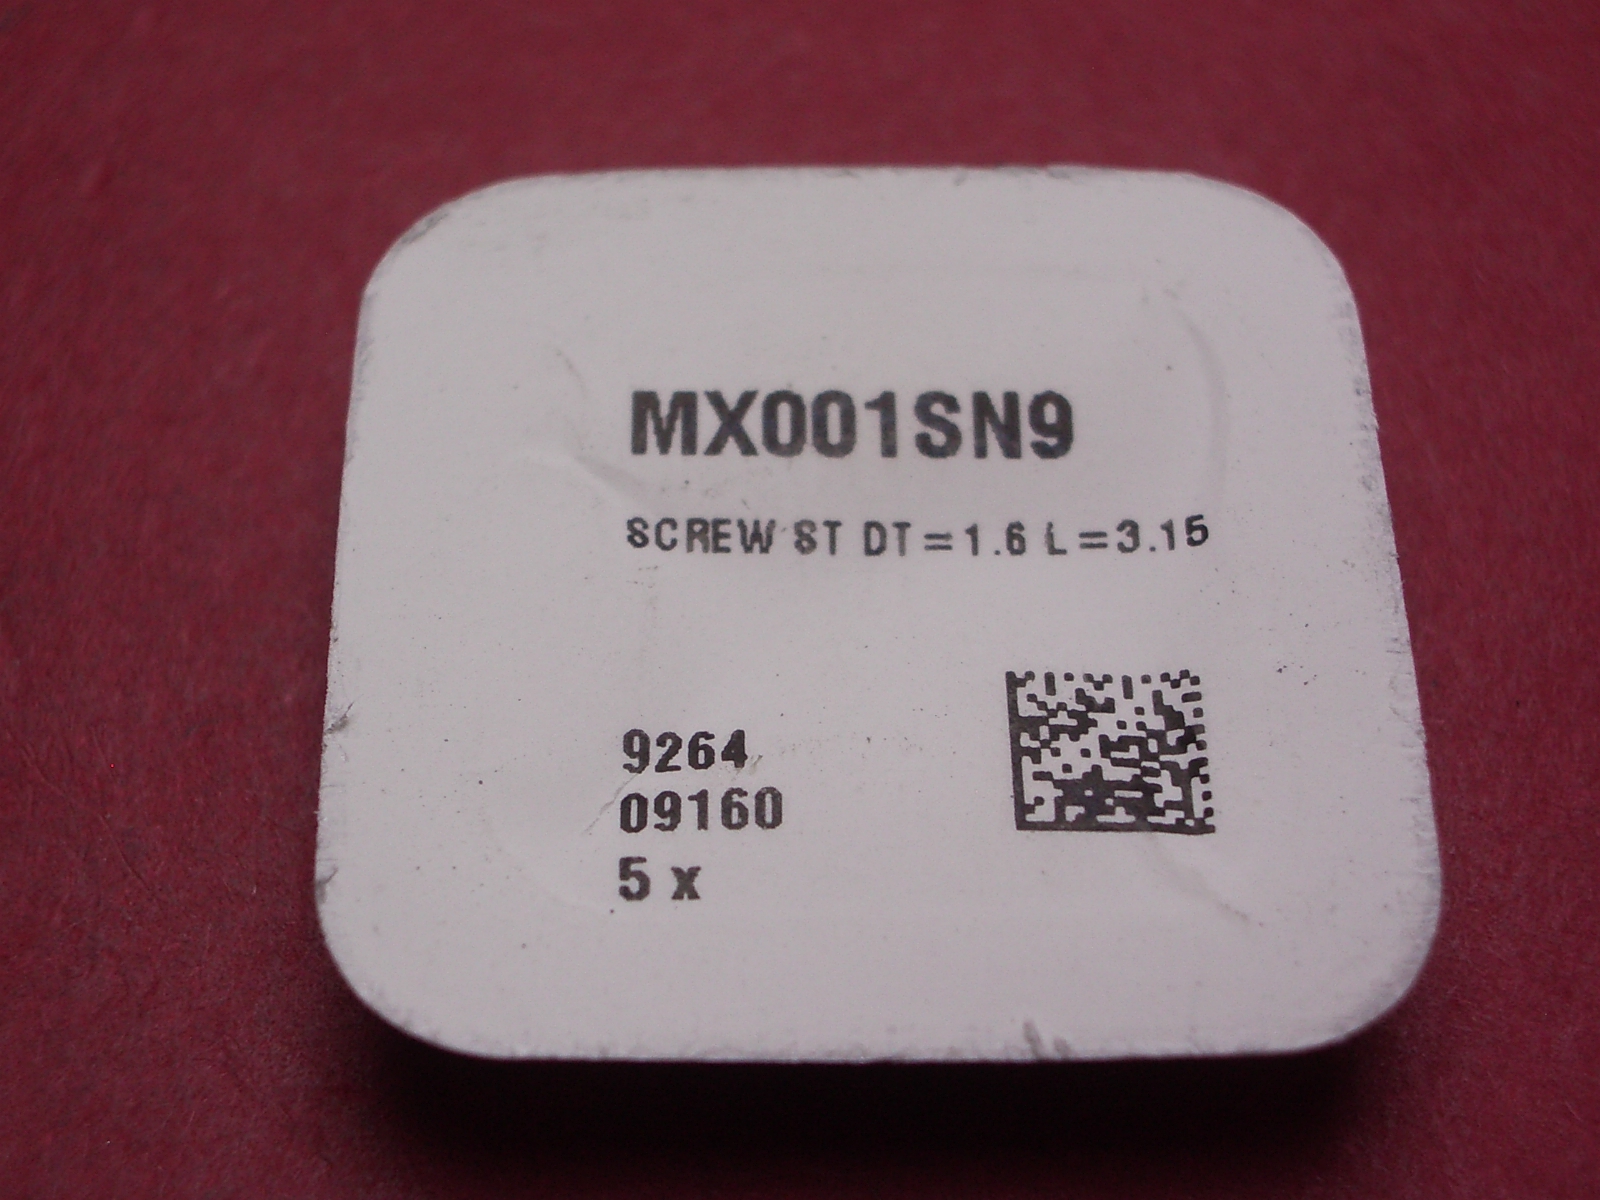 MX001SN9
SCREW ST DT=1.6 L=3.15
9264
09160
5 x